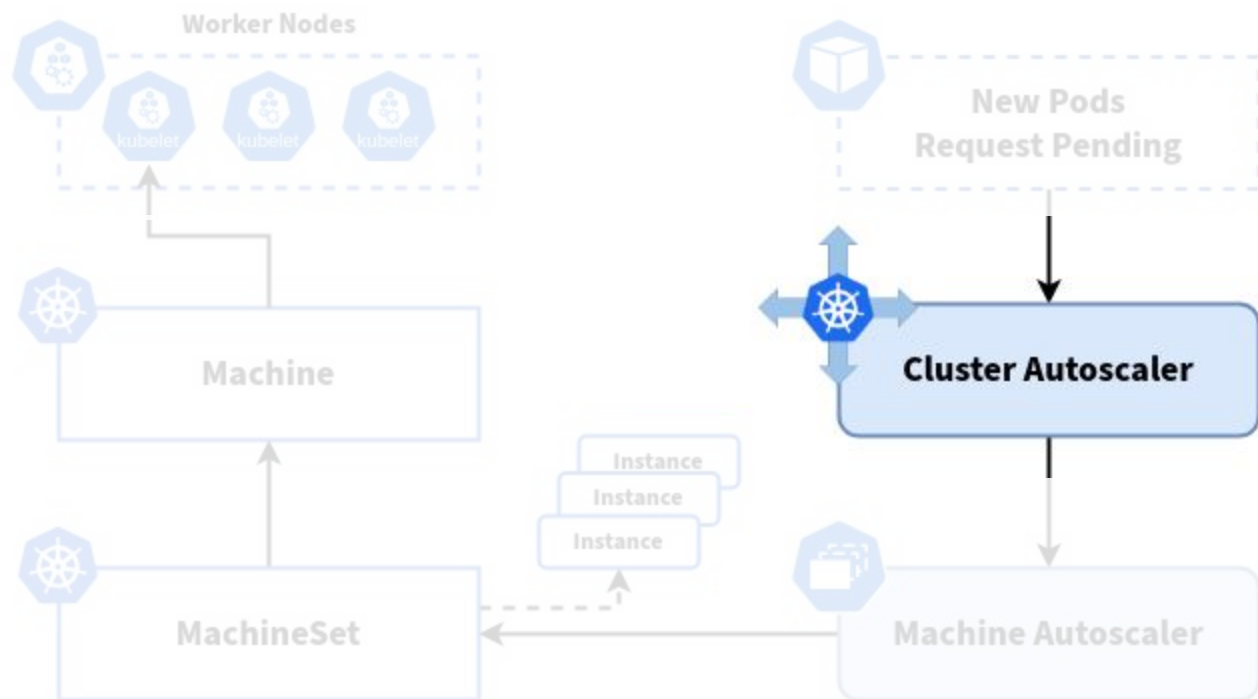 Worker Nodes
kubelet
kubelet
kubelet
New Pods
Request Pending
Machine
Cluster Autoscaler
Instance
Instance
Instance
MachineSet
Machine Autoscaler